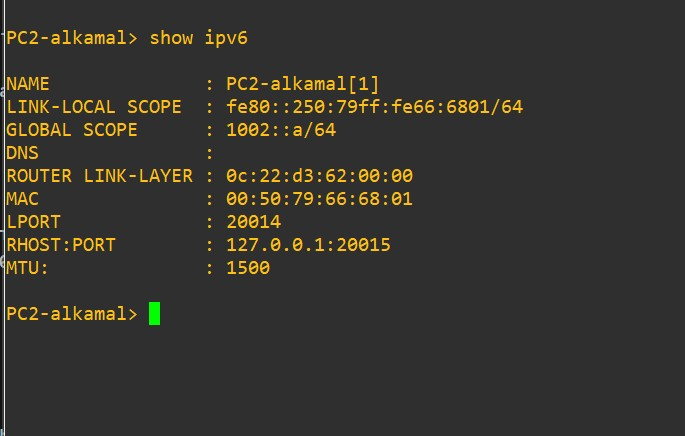 PC2-alkamal> show ipv6
NAME : PC2-alkamal[1]
LINK-LOCAL SCOPE : fe80::250:79ff:fe66:6801/64
GLOBAL SCOPE : 1002::a/64
DNS :
ROUTER LINK-LAYER : 0c:22:d3:62:00:00
MAC : 00:50:79:66:68:01
LPORT : 20014
RHOST:PORT : 127.0.0.1:20015
MTU: : 1500
PC2-alkamal>